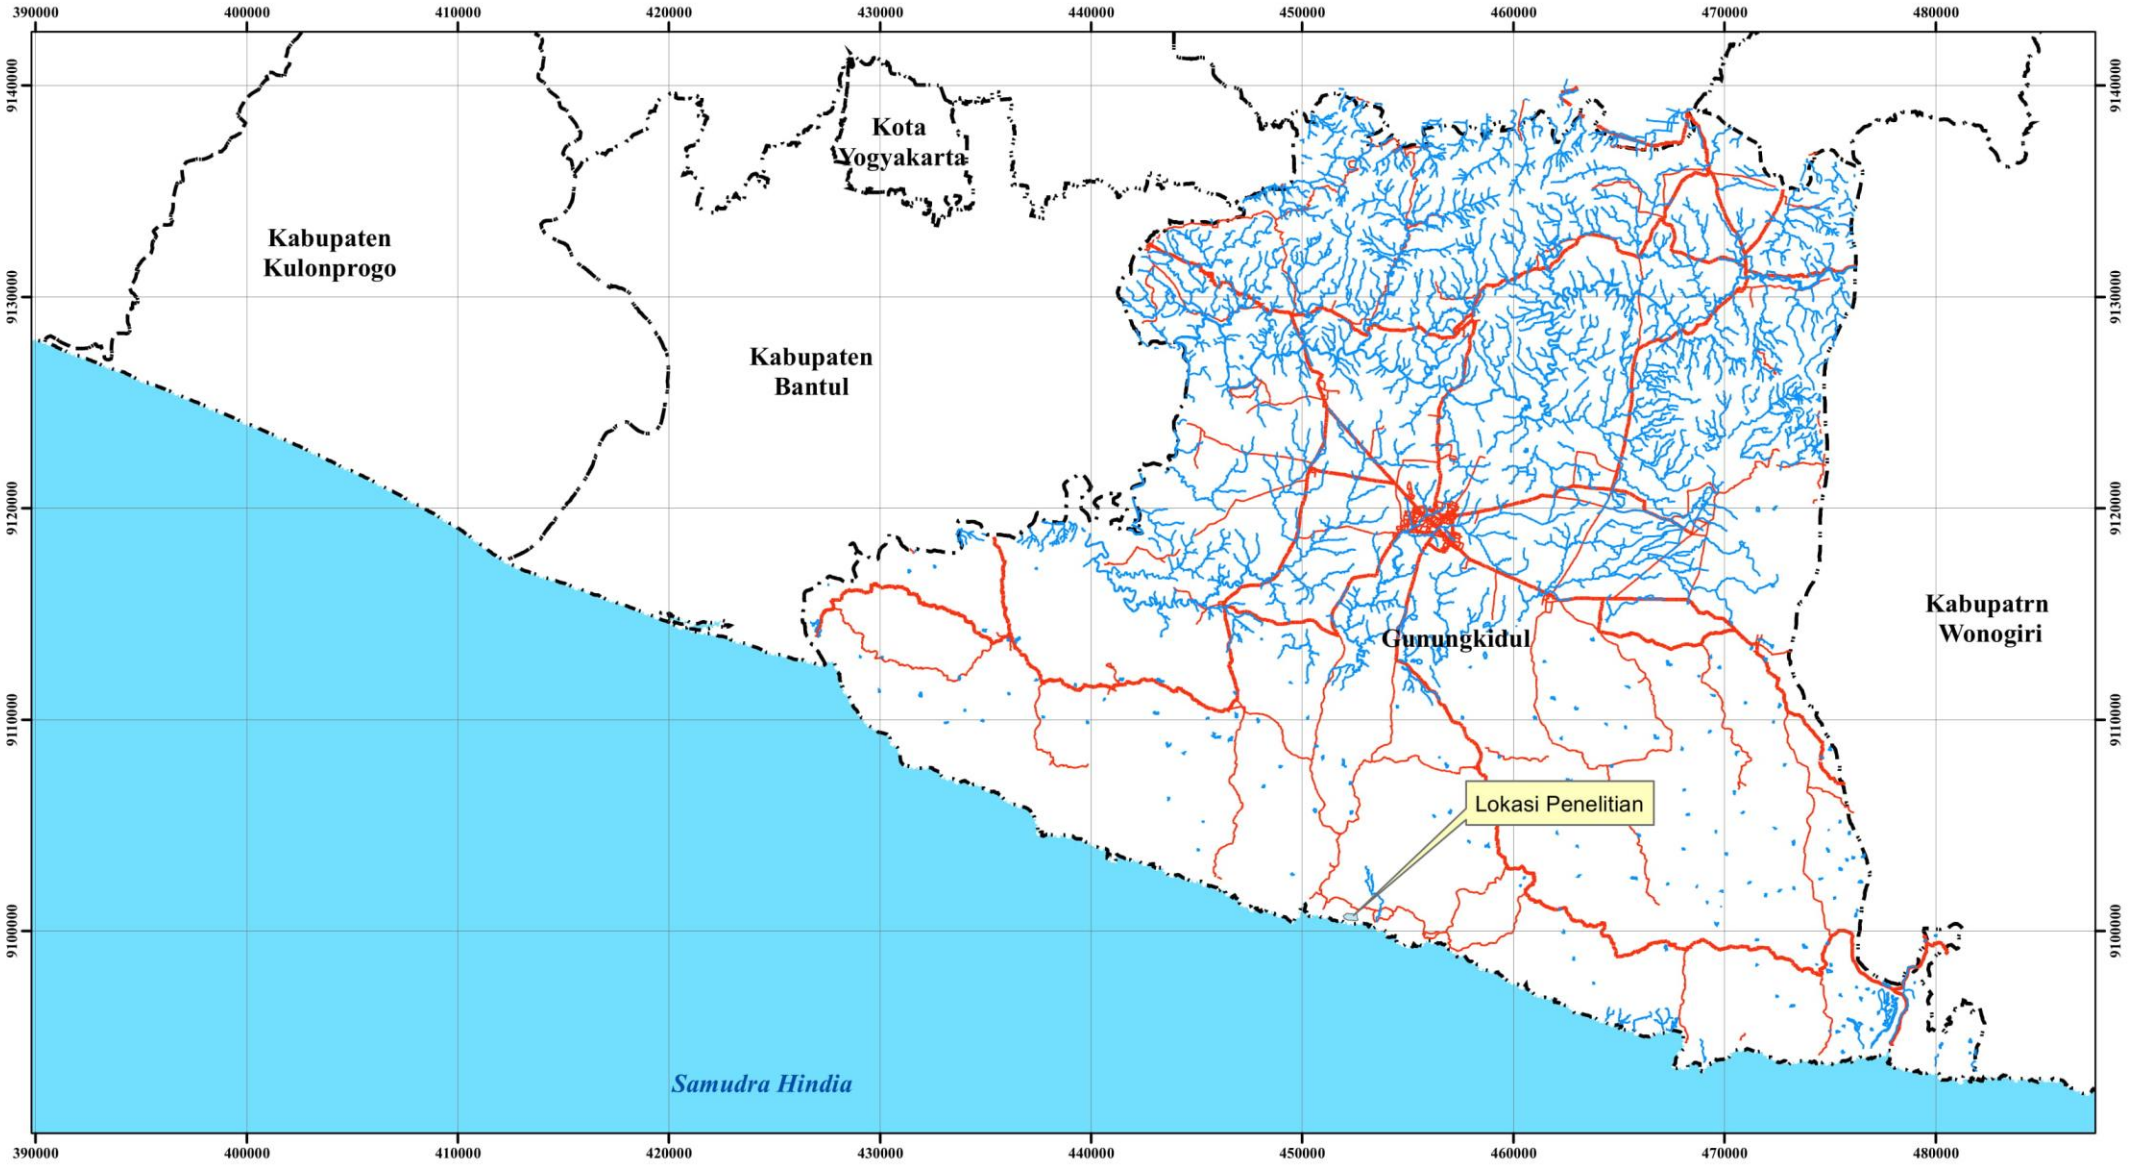 390000 400000 410000 420000 430000 440000 450000 460000 470000 480000
9140000 9140000
Kota
Yogyakarta
Kabupaten
Kulonprogo
9130000 9130000
Kabupaten
Bantul
9120000 9120000
Kabupatrn
Wonogiri
Gunungkidul
9110000 9110000
Lokasi Penelitian
9100000 9100000
Samudra Hindia
390000 400000 410000 420000 430000 440000 450000 460000 470000 480000